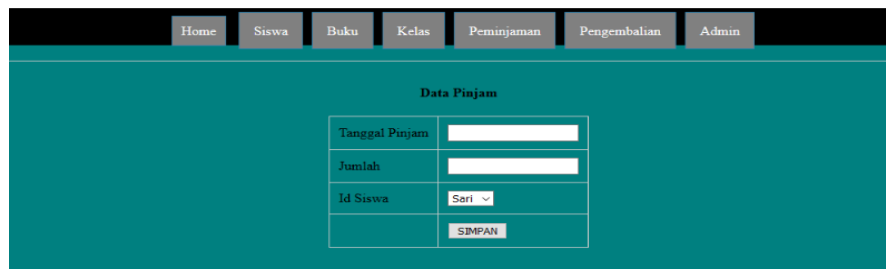 Home Siswa Buku Kelas Peminjaman Pengembalian Admin
Data Pinjam
Tanggal Pinjam
Jumlah
Id Siswa Sari
SIMPAN